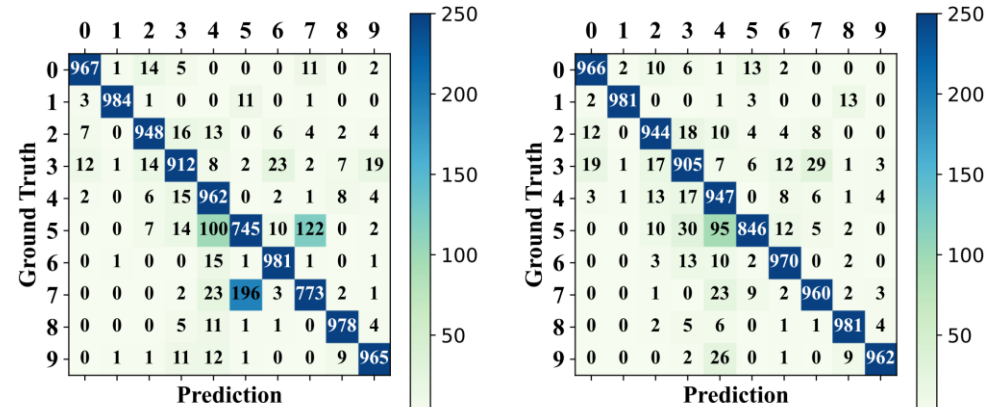 0 1 2 3 4 5 6 7 8 9
0 967 1 14 5 0 0 0 11 0 2
1 3 984 1 0 0 11 0 1 0 0
2 7 0 948 16 13 0 6 4 2 4
3 12 1 14 912 8 2 23 2 7 19
4 2 0 6 15 962 0 2 1 8 4
5 0 0 7 14 100 745 10 122 0 2
6 0 1 0 0 15 1 981 1 0 1
7 0 0 0 2 23 196 3 773 2 1
8 0 0 0 5 11 1 1 0 978 4
9 0 1 1 11 12 1 0 0 9 965
Ground Truth
Prediction
250
200
150
100
50
0 1 2 3 4 5 6 7 8 9
0 966 2 10 6 1 13 2 0 0 0
1 2 981 0 0 1 3 0 0 13 0
2 12 0 944 18 10 4 4 8 0 0
3 19 1 17 905 7 6 12 29 1 3
4 3 1 13 17 947 0 8 6 1 4
5 0 0 10 30 95 846 12 5 2 0
6 0 0 3 13 10 2 970 0 2 0
7 0 0 1 0 23 9 2 960 2 3
8 0 0 2 5 6 0 1 1 981 4
9 0 0 0 2 26 0 1 0 9 962
Ground Truth
Prediction
250
200
150
100
50